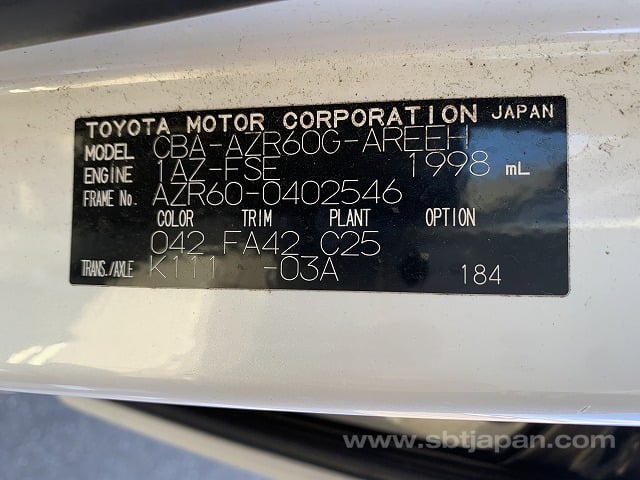 TOYOTA MOTOR CORPORATION JAPAN
MODEL CBA-AZR60G-AREEH
ENGINE 1AZ-FSE 1998 mL
FRAME No. AZR60-0402546
COLOR TRIM PLANT OPTION
042 FA42 C25
TRANS./AXLE K111 -03A 184
www.sbtjapan.com